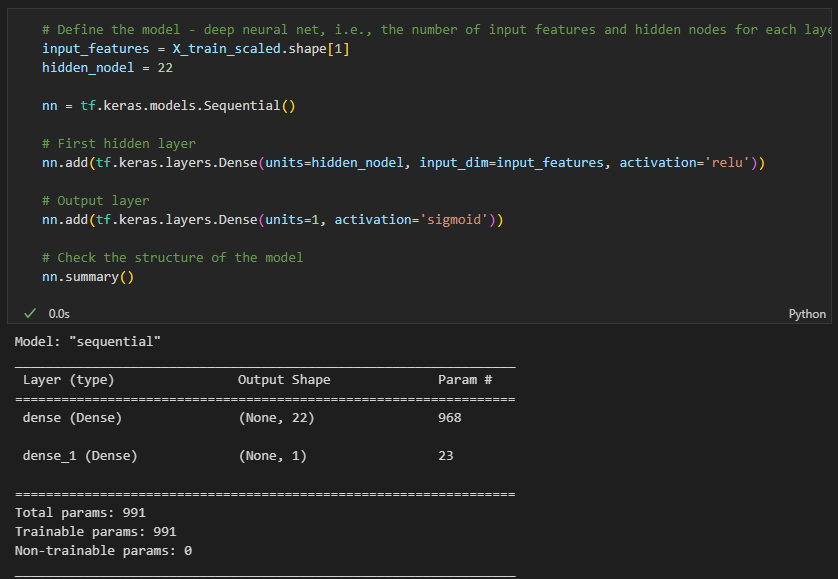 # Define the model - deep neural net, i.e., the number of input features and hidden nodes for each laye
input_features = X_train_scaled.shape[1]
hidden_nodel = 22
nn = tf.keras.models.Sequential()
# First hidden layer
nn.add(tf.keras.layers.Dense(units=hidden_nodel, input_dim=input_features, activation='relu'))
# Output layer
nn.add(tf.keras.layers.Dense(units=1, activation='sigmoid'))
# Check the structure of the model
nn.summary()
0.0s Python
Model: "sequential"
_________________________________________________________________
Layer (type) Output Shape Param #
=================================================================
dense (Dense) (None, 22) 968
dense_1 (Dense) (None, 1) 23
=================================================================
Total params: 991
Trainable params: 991
Non-trainable params: 0
_________________________________________________________________